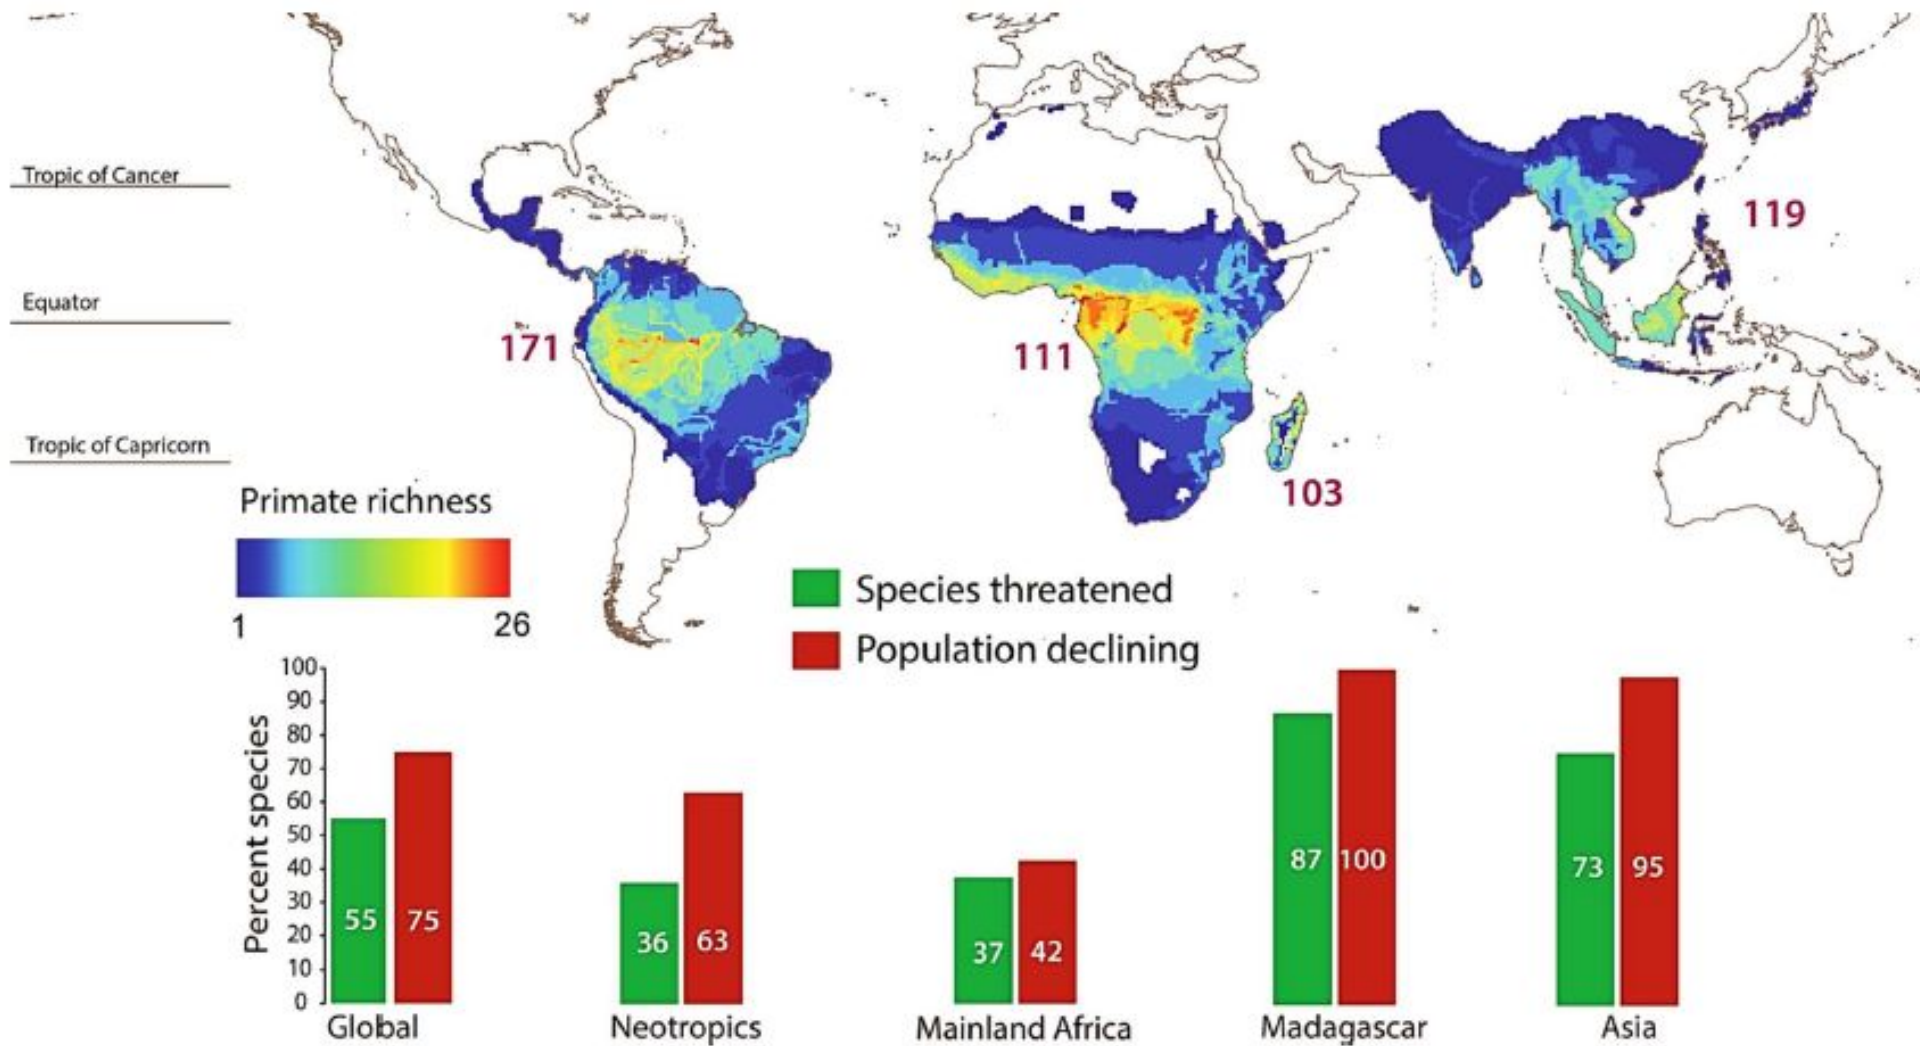 Tropic of Cancer
119
Equator
171
111
Tropic of Capricorn
103
Primate richness
1
26
Species threatened
Population declining
Percent species
100
90
80
70
60
50
40
30
20
10
0
55 75
36 63
37 42
87 100
73 95
Global
Neotropics
Mainland Africa
Madagascar
Asia